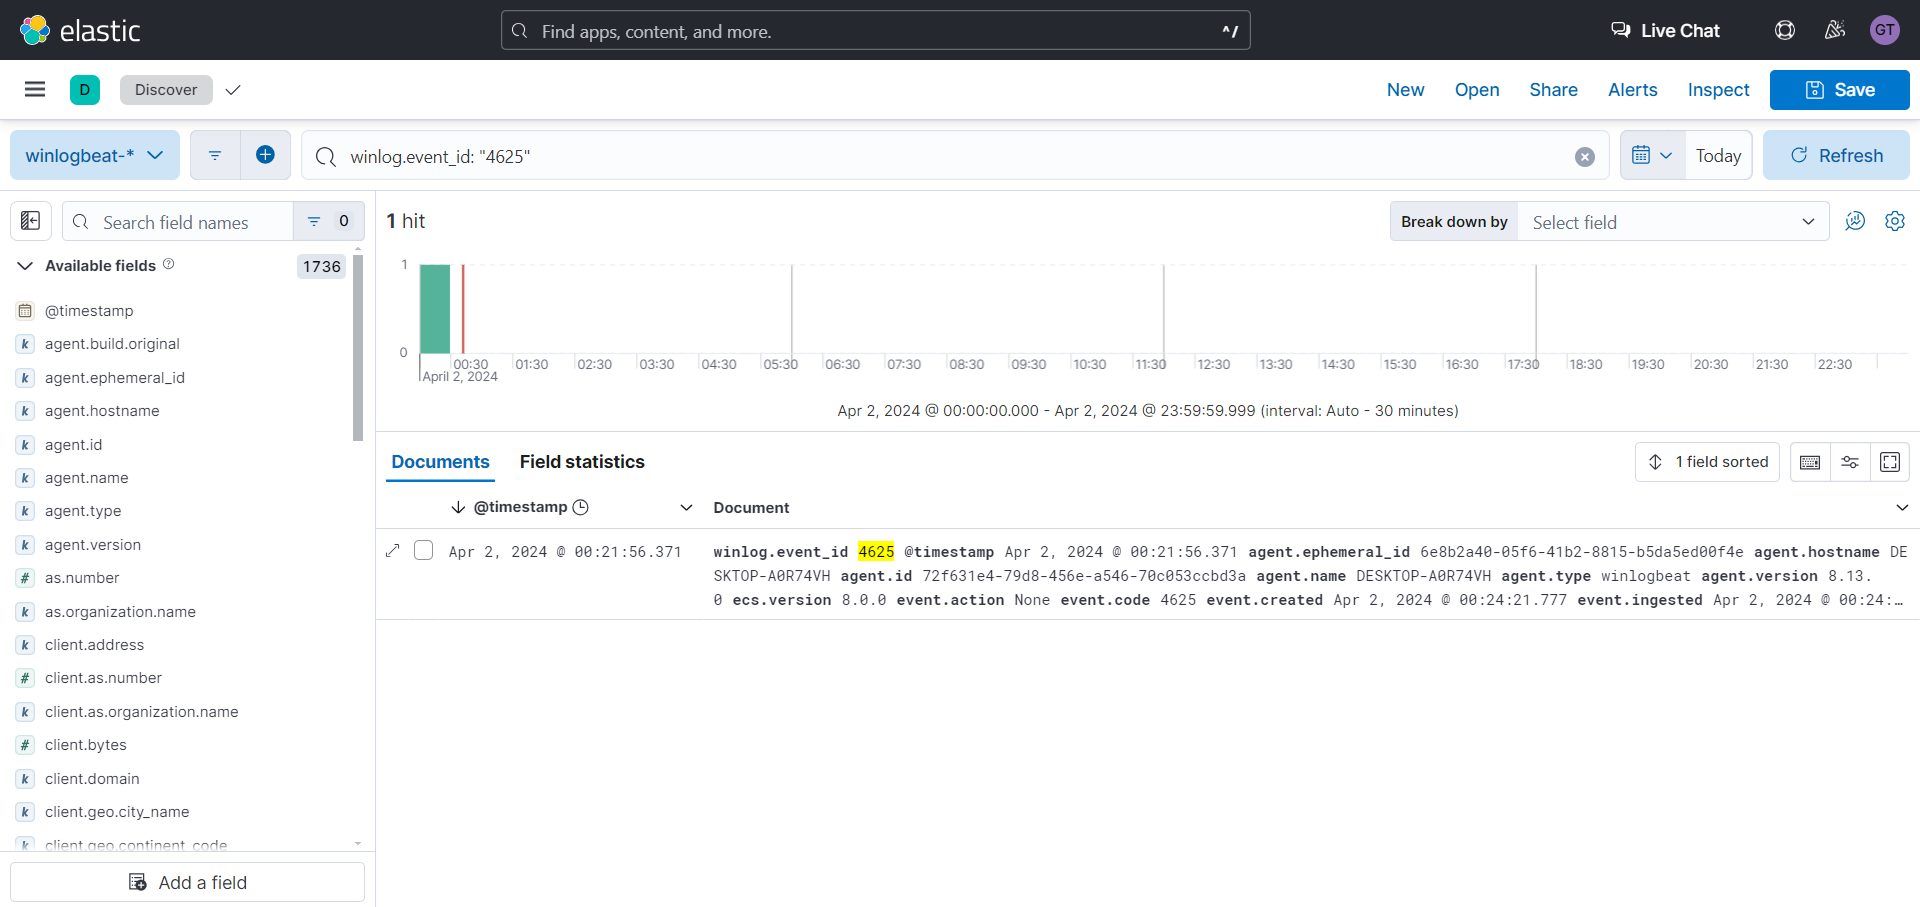 elastic
Find apps, content, and more.
^/
Live Chat
GT
D
Discover
New
Open
Share
Alerts
Inspect
Save
winlogbeat-*
winlog.event_id: "4625"
Today
Refresh
Search field names
0
Available fields
1736
@timestamp
k agent.build.original
k agent.ephemeral_id
k agent.hostname
k agent.id
k agent.name
k agent.type
k agent.version
# as.number
k as.organization.name
k client.address
# client.as.number
k client.as.organization.name
# client.bytes
k client.domain
k client.geo.city_name
k client.geo.continent_code
Add a field
1 hit
Break down by
Select field
1
0
00:30 01:30 02:30 03:30 04:30 05:30 06:30 07:30 08:30 09:30 10:30 11:30 12:30 13:30 14:30 15:30 16:30 17:30 18:30 19:30 20:30 21:30 22:30
April 2, 2024
Apr 2, 2024 @ 00:00:00.000 - Apr 2, 2024 @ 23:59:59.999 (interval: Auto - 30 minutes)
Documents
Field statistics
1 field sorted
@timestamp
Document
Apr 2, 2024 @ 00:21:56.371
winlog.event_id 4625 @timestamp Apr 2, 2024 @ 00:21:56.371 agent.ephemeral_id 6e8b2a40-05f6-41b2-8815-b5da5ed00f4e agent.hostname DE
SKTOP-A0R74VH agent.id 72f631e4-79d8-456e-a546-70c053ccbd3a agent.name DESKTOP-A0R74VH agent.type winlogbeat agent.version 8.13.
0 ecs.version 8.0.0 event.action None event.code 4625 event.created Apr 2, 2024 @ 00:24:21.777 event.ingested Apr 2, 2024 @ 00:24:…